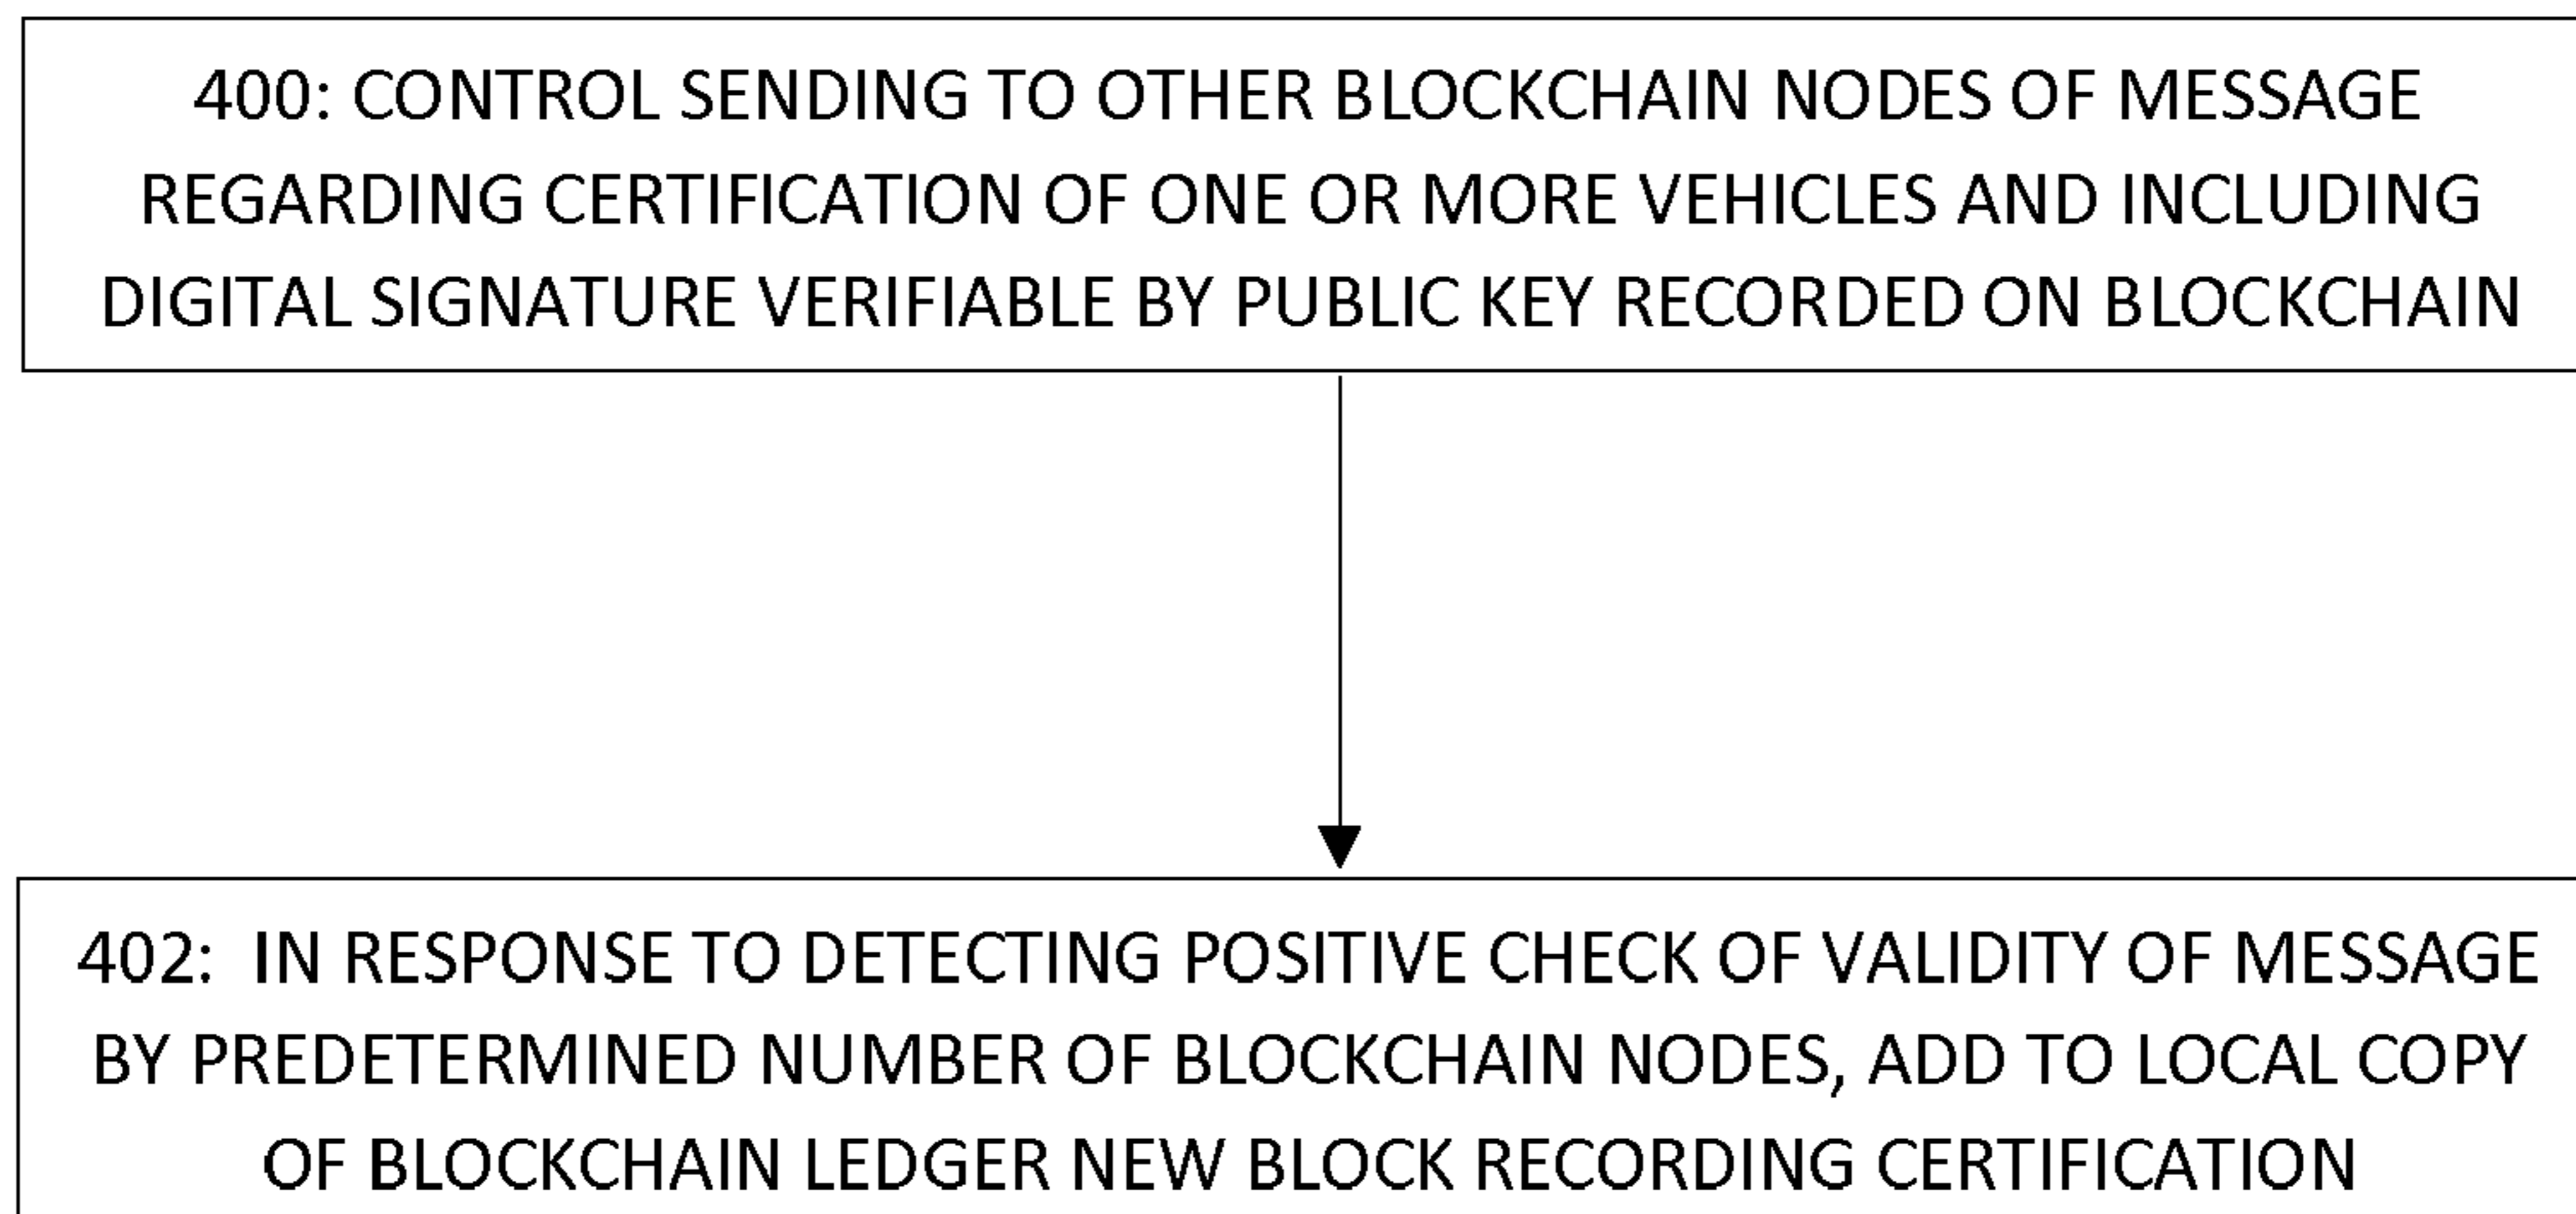 400: CONTROL SENDING TO OTHER BLOCKCHAIN NODES OF MESSAGE
REGARDING CERTIFICATION OF ONE OR MORE VEHICLES AND INCLUDING
DIGITAL SIGNATURE VERIFIABLE BY PUBLIC KEY RECORDED ON BLOCKCHAIN
402: IN RESPONSE TO DETECTING POSITIVE CHECK OF VALIDITY OF MESSAGE
BY PREDETERMINED NUMBER OF BLOCKCHAIN NODES, ADD TO LOCAL COPY
OF BLOCKCHAIN LEDGER NEW BLOCK RECORDING CERTIFICATION